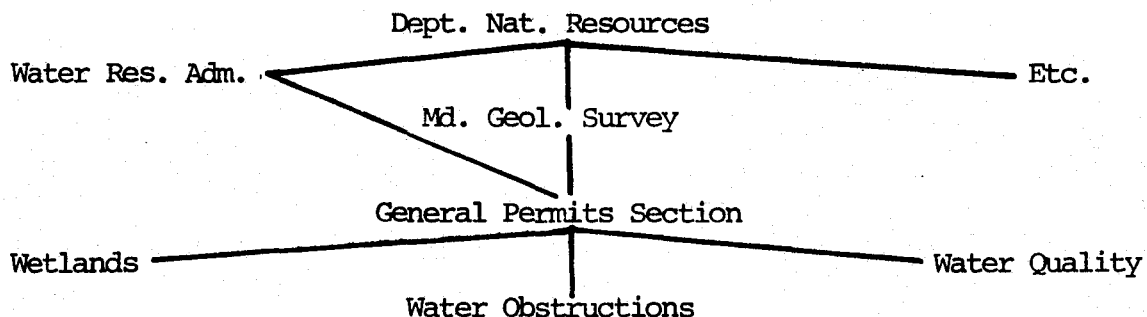 Dept. Nat. Resources
Water Res. Adm.
Etc.
Md. Geol. Survey
General Permits Section
Wetlands
Water Quality
Water Obstructions